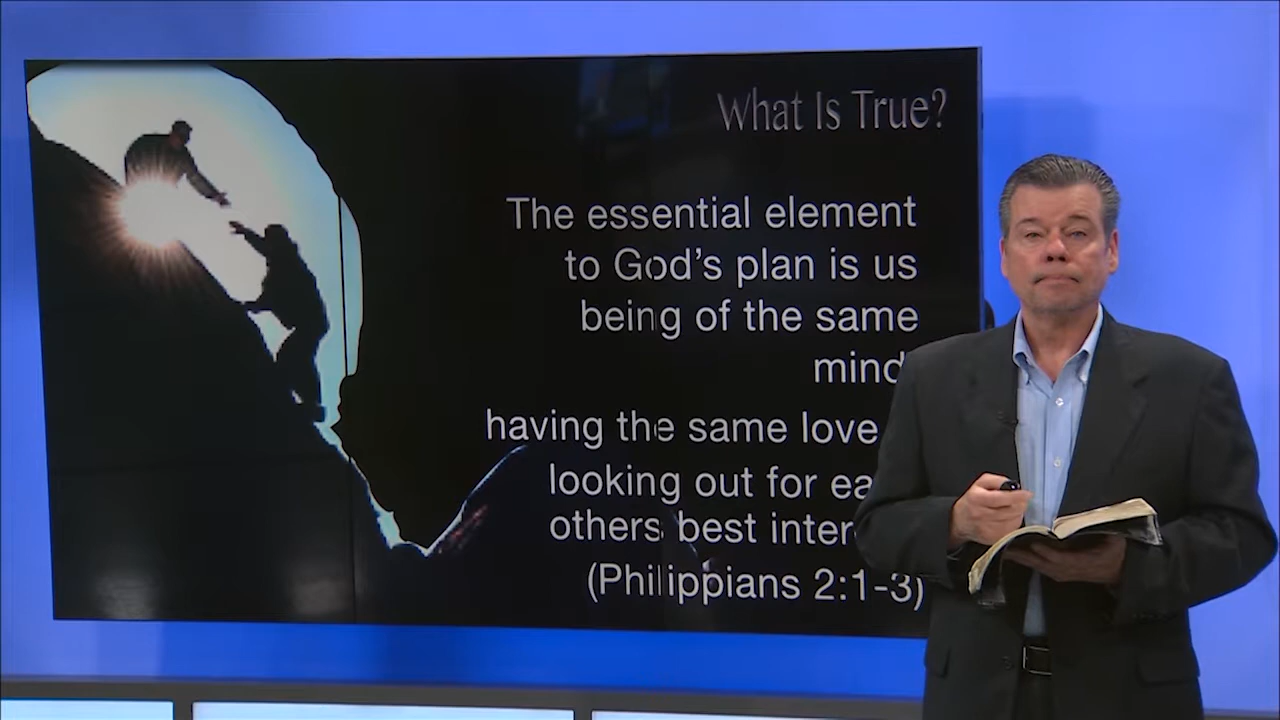 What Is True?
The essential element
to God's plan is us
being of the same
mind
having the same love
looking out for
others best
(Philippians 2:1-3)